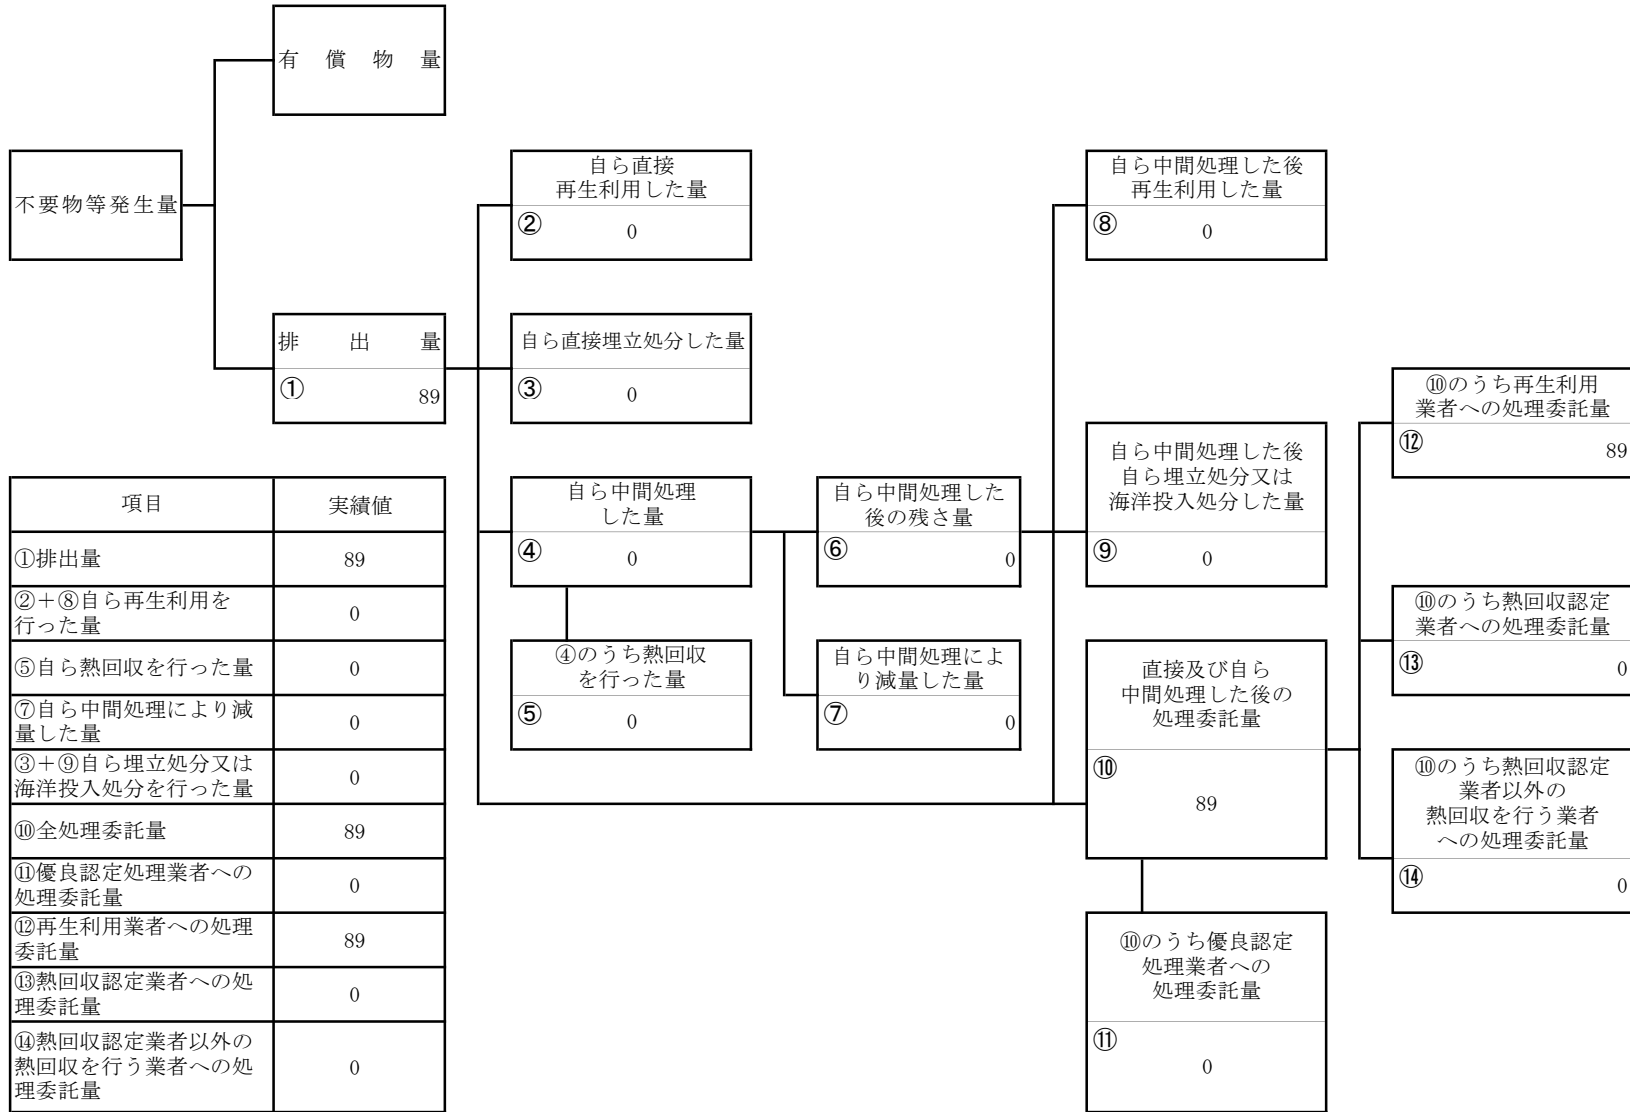 有償物量
不要物等発生量
排出量
①
89
自ら直接
再生利用した量
②
0
自ら直接埋立処分した量
③
0
自ら中間処理
した量
④
0
④のうち熱回収
を行った量
⑤
0
自ら中間処理した
後の残さ量
⑥
0
自ら中間処理によ
り減量した量
⑦
0
自ら中間処理した後
再生利用した量
⑧
0
自ら中間処理した後
自ら埋立処分又は
海洋投入処分した量
⑨
0
直接及び自ら
中間処理した後の
処理委託量
⑩
89
⑩のうち優良認定
処理業者への
処理委託量
⑪
0
⑩のうち再生利用
業者への処理委託量
⑫
89
⑩のうち熱回収認定
業者への処理委託量
⑬
0
⑩のうち熱回収認定
業者以外の
熱回収を行う業者
への処理委託量
⑭
0
項目 実績値
①排出量 89
②+⑧自ら再生利用を
行った量 0
⑤自ら熱回収を行った量 0
⑦自ら中間処理により減
量した量 0
③+⑨自ら埋立処分又は
海洋投入処分を行った量 0
⑩全処理委託量 89
⑪優良認定処理業者への
処理委託量 0
⑫再生利用業者への処理
委託量 89
⑬熱回収認定業者への処
理委託量 0
⑭熱回収認定業者以外の
熱回収を行う業者への処
理委託量 0